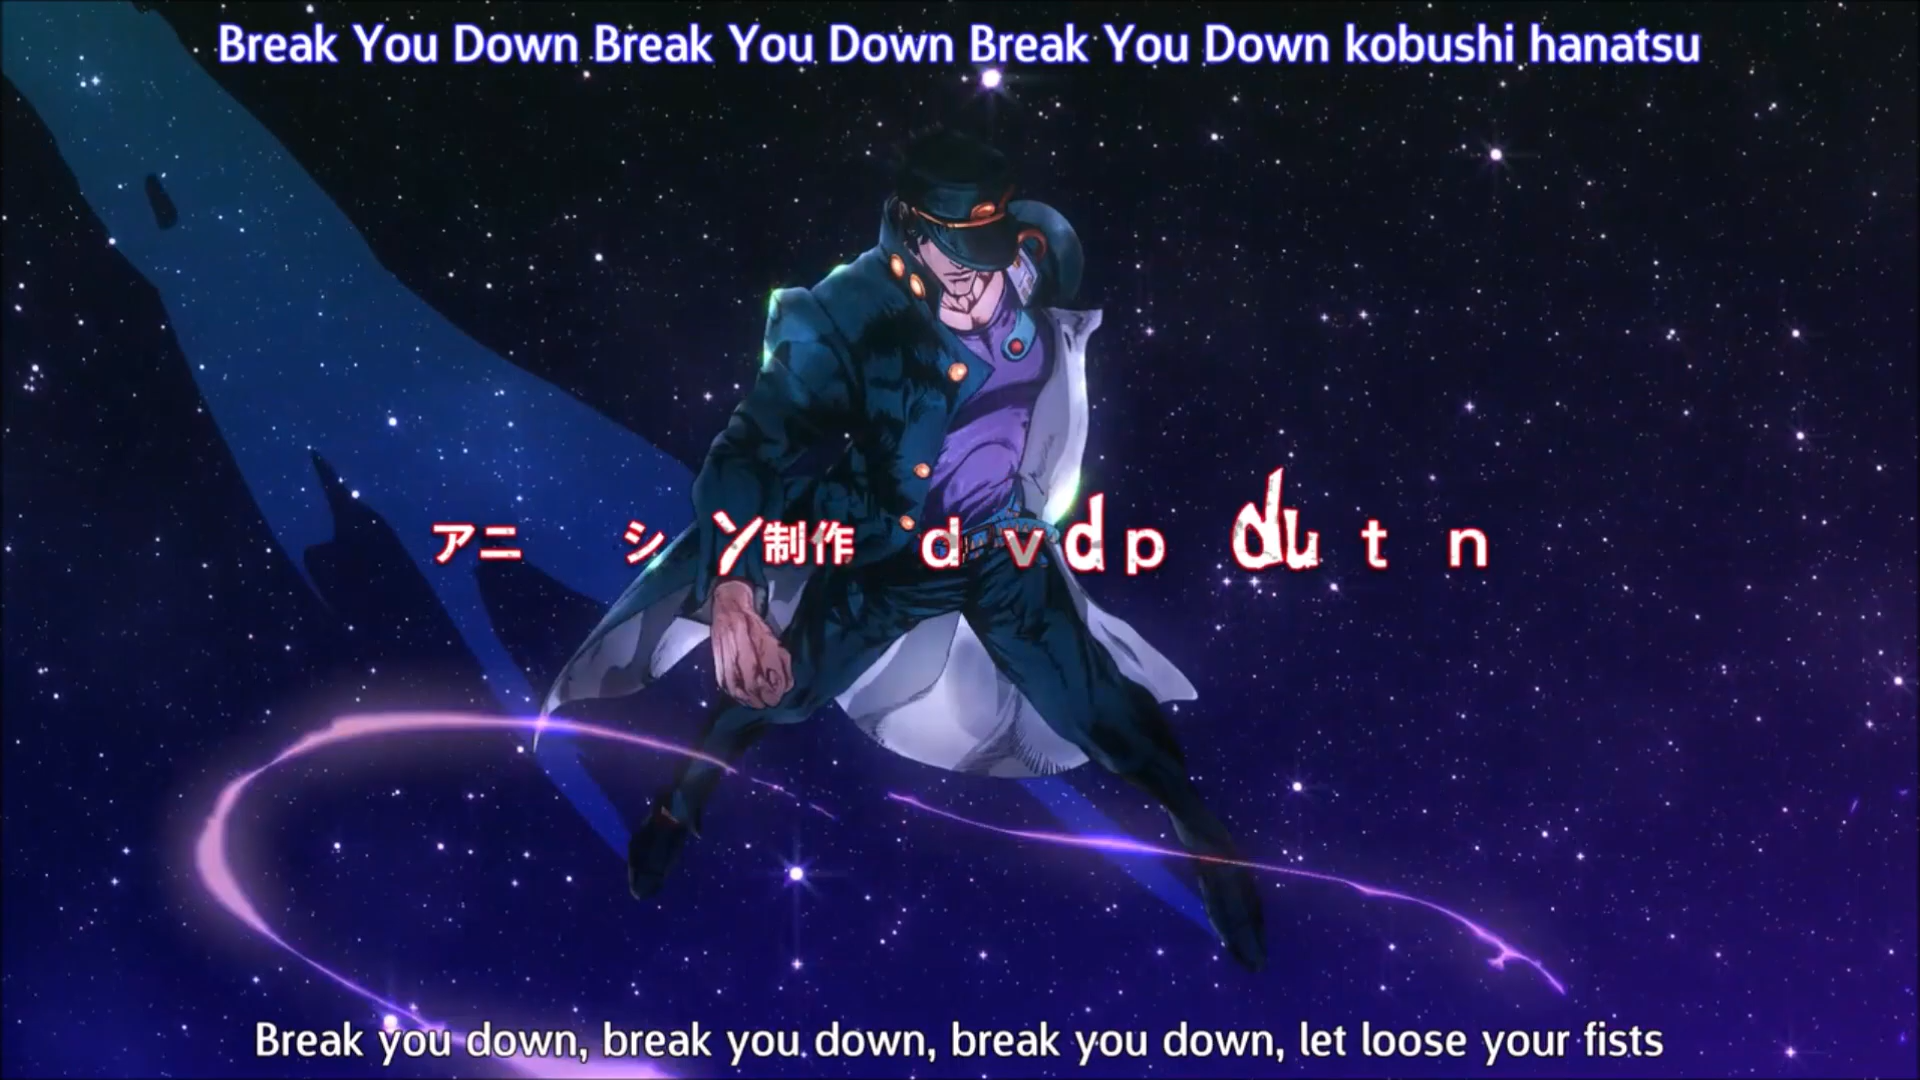 Break You Down Break You Down Break You Down kobushi hanatsu
アニ シ ン制作 d v d p d u t n
Break you down, break you down, break you down, let loose your fists